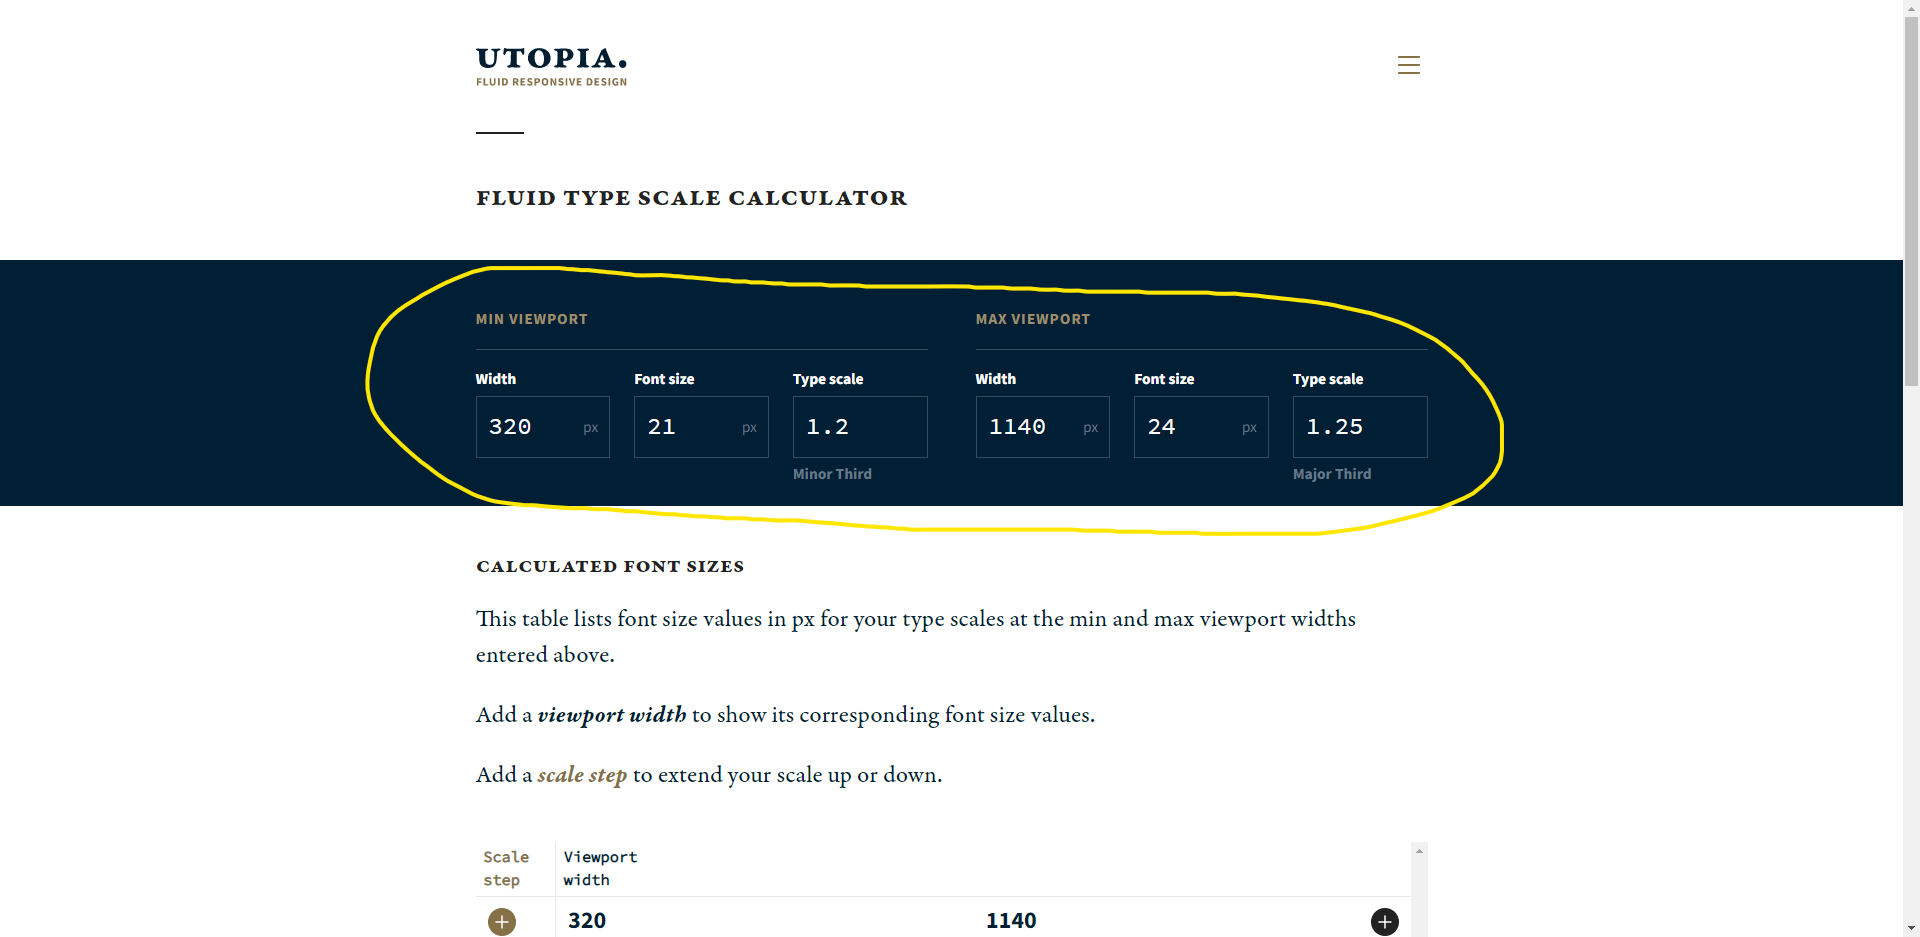 UTOPIA.
FLUID RESPONSIVE DESIGN
FLUID TYPE SCALE CALCULATOR
MIN VIEWPORT
Width
Font size
Type scale
320 px
21 px
1.2
Minor Third
MAX VIEWPORT
Width
Font size
Type scale
1140 px
24 px
1.25
Major Third
CALCULATED FONT SIZES
This table lists font size values in px for your type scales at the min and max viewport widths
entered above.
Add a viewport width to show its corresponding font size values.
Add a scale step to extend your scale up or down.
Scale
step
Viewport
width
320
1140